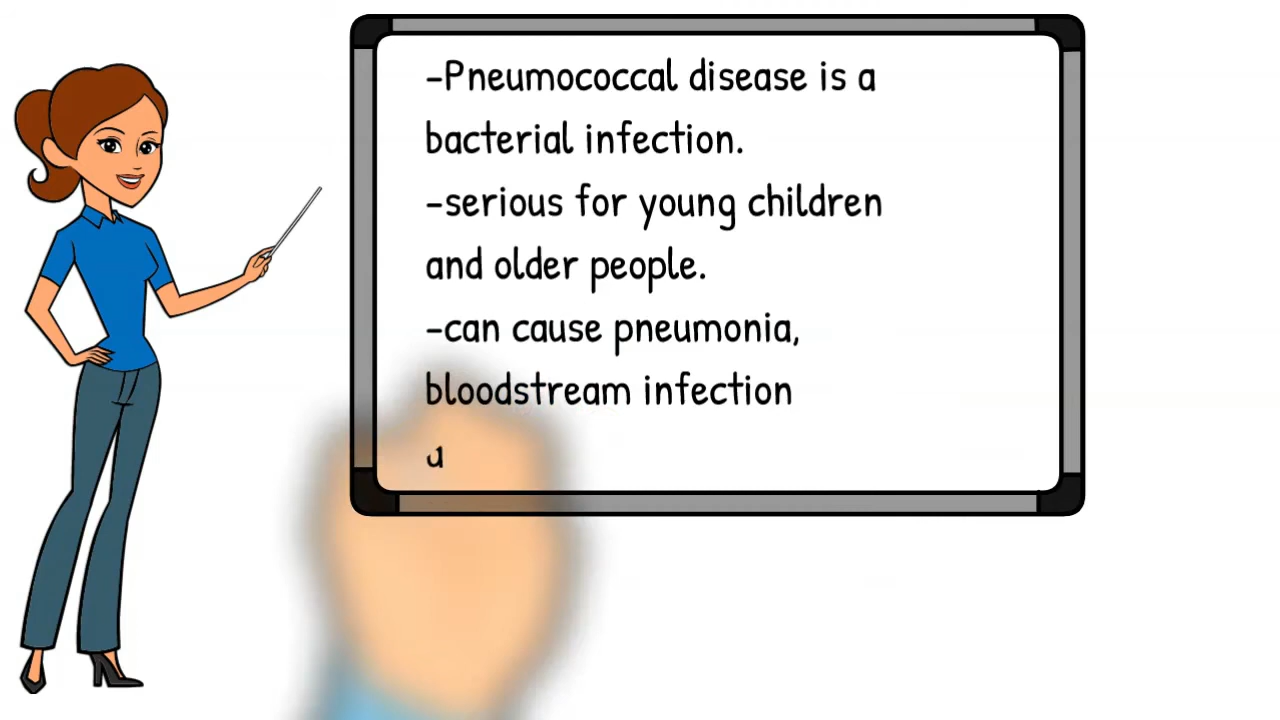 -Pneumococcal disease is a
bacterial infection.
-serious for young children
and older people.
-can cause pneumonia,
bloodstream infection